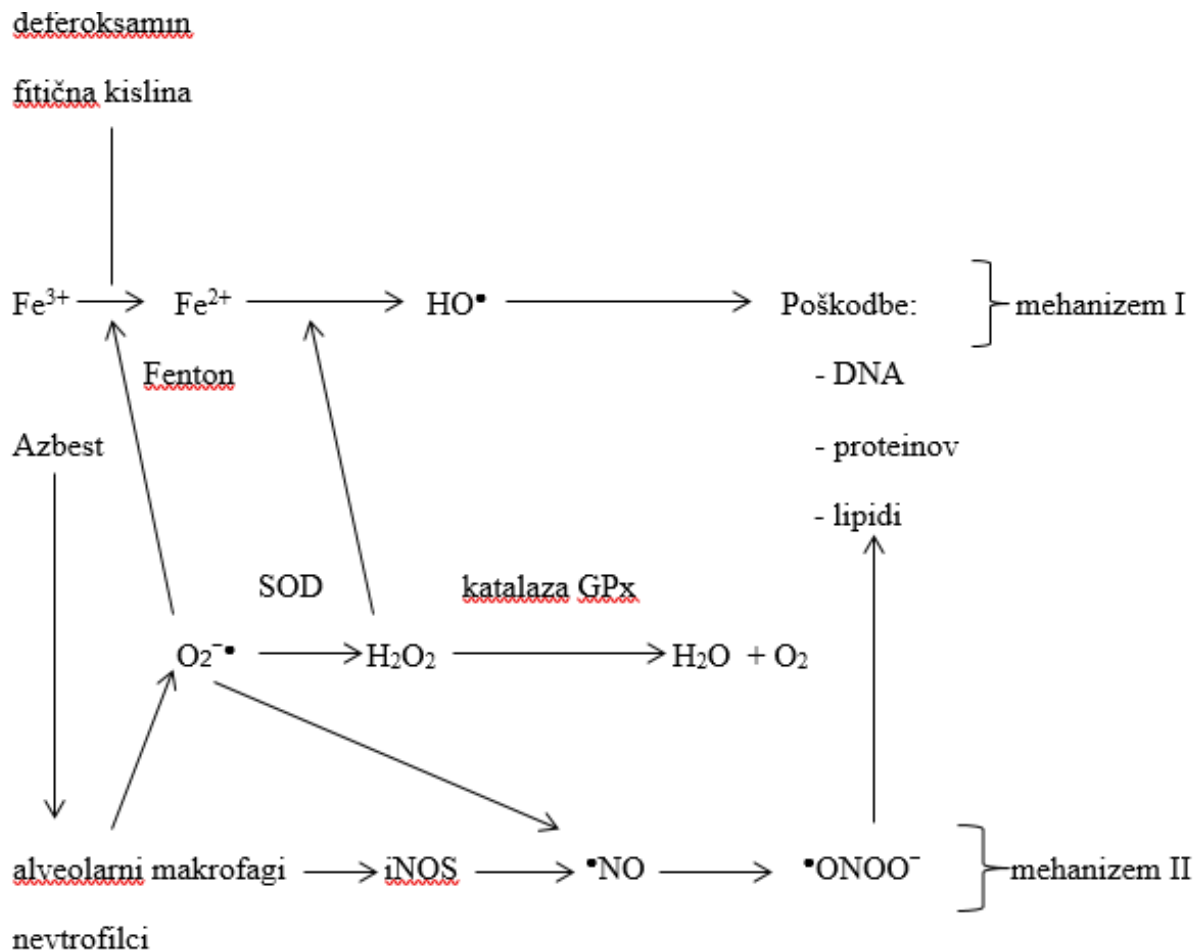 deferoksamin
fitična kislina
Fe³⁺ Fe²⁺ HO• Poškodbe: mehanizem I
Fenton - DNA
Azbest - proteinov
- lipidi
SOD katalaza GPx
O₂⁻• H₂O₂ H₂O + O₂
alveolarni makrofagi iNOS •NO •ONOO⁻ mehanizem II
nevtrofilci